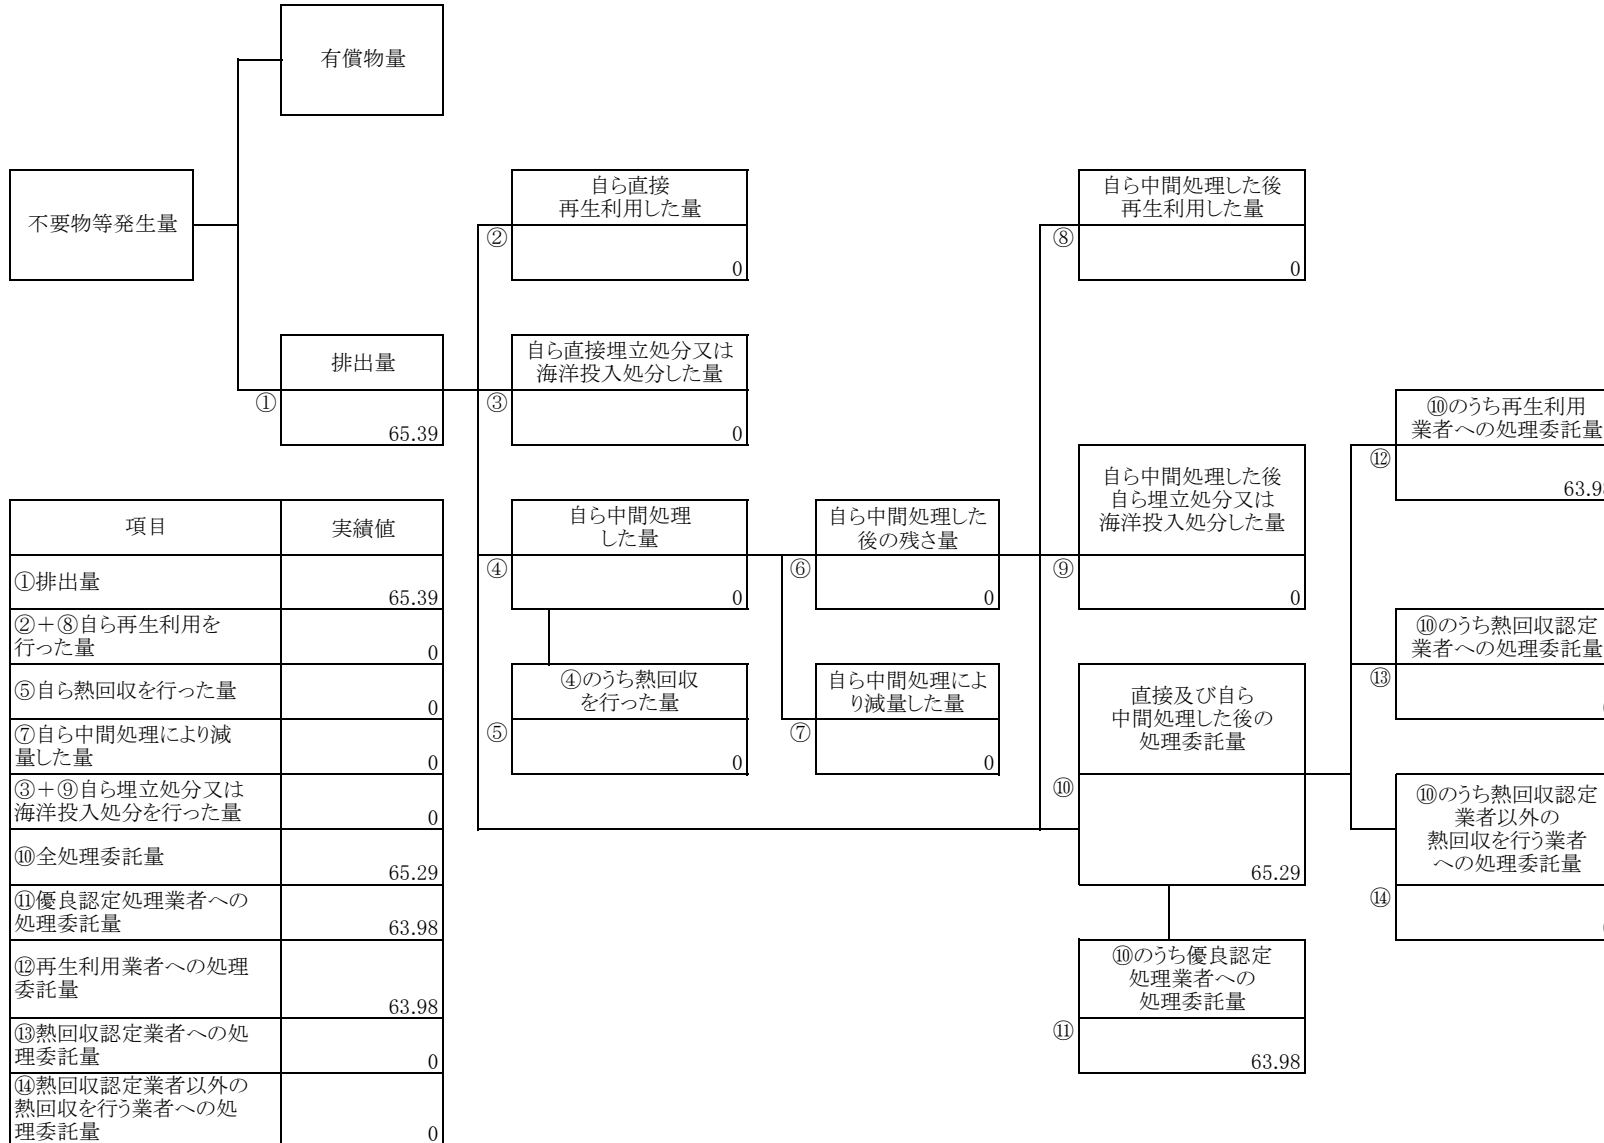 有償物量
不要物等発生量
自ら直接
再生利用した量
②
0
自ら中間処理した後
再生利用した量
⑧
0
排出量
①
65.39
自ら直接埋立処分又は
海洋投入処分した量
③
0
⑩のうち再生利用
業者への処理委託量
⑫
自ら中間処理
した量
④
0
自ら中間処理した
後の残さ量
⑥
0
自ら中間処理した後
自ら埋立処分又は
海洋投入処分した量
⑨
0
⑩のうち熱回収認定
業者への処理委託量
⑬
④のうち熱回収
を行った量
⑤
0
自ら中間処理によ
り減量した量
⑦
0
直接及び自ら
中間処理した後の
処理委託量
⑩
65.29
⑩のうち熱回収認定
業者以外の
熱回収を行う業者
への処理委託量
⑭
⑩のうち優良認定
処理業者への
処理委託量
⑪
63.98
項目 実績値
①排出量
65.39
②＋⑧自ら再生利用を
行った量
0
⑤自ら熱回収を行った量
0
⑦自ら中間処理により減
量した量
0
③＋⑨自ら埋立処分又は
海洋投入処分を行った量
0
⑩全処理委託量
65.29
⑪優良認定処理業者への
処理委託量
63.98
⑫再生利用業者への処理
委託量
63.98
⑬熱回収認定業者への処
理委託量
0
⑭熱回収認定業者以外の
熱回収を行う業者への処
理委託量
0